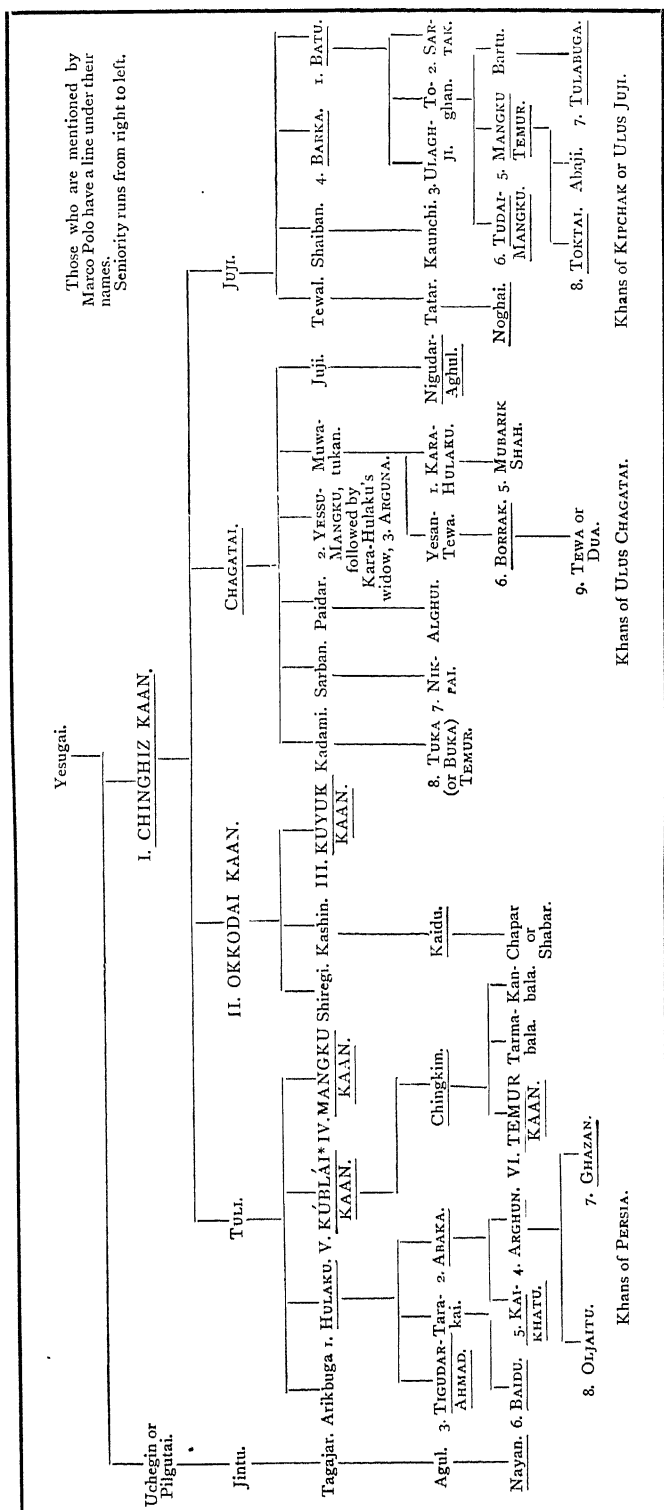 Those who are mentioned by
Marco Polo have a line under their
names.
Seniority runs from right to left.
Yesugai.
Uchegin or
Pilgutai.
I. CHINGHIZ KAAN.
Jintu.
TULI.
II. OKKODAI KAAN.
CHAGATAI.
JUJI.
Tagajar. Arikbuga 1. HULAKU. V. KÚBLÁI* IV. MANGKU Shiregi. Kashin. III. KUYUK Kadami. Sarban. Paidar. 2. YESSU- Muwa- Juji. Tewal. Shaiban. 4. BARKA. 1. BATU.
KAAN. KAAN. KAAN. MANGKU, tukan.
followed by
Kara-Hulaku's
widow, 3. ARGUNA.
Agul. 3. TIGUDAR- Tara- 2. ABAKA. Chingkim. Kaidu. 8. TUKA 7. NIK- ALGHUI. Yesan- 1. KARA- Nigudar- Tatar. Kaunchi. 3. ULAGH- To- 2. SAR-
AHMAD. kai. (or BUKA) PAI. Tewa. HULAKU. Aghul. JI. ghan. TAK.
TEMUR.
Nayan. 6. BAIDU. 5. KAI- 4. ARGHUN. VI. TEMUR Tarma- Kan- Chapar 6. BORRAK. 5. MUBARIK Noghai. 6. TUDAI- 5. MANGKU Bartu.
KHATU. KAAN. bala. bala. or SHAH. MANGKU. TEMUR.
Shabar.
8. OLJAITU. 7. GHAZAN. 9. TEWA or 8. TOKTAI. Abaji. 7. TULABUGA.
DUA.
Khans of PERSIA. Khans of ULUS CHAGATAI. Khans of KIPCHAK or ULUS JUJI.